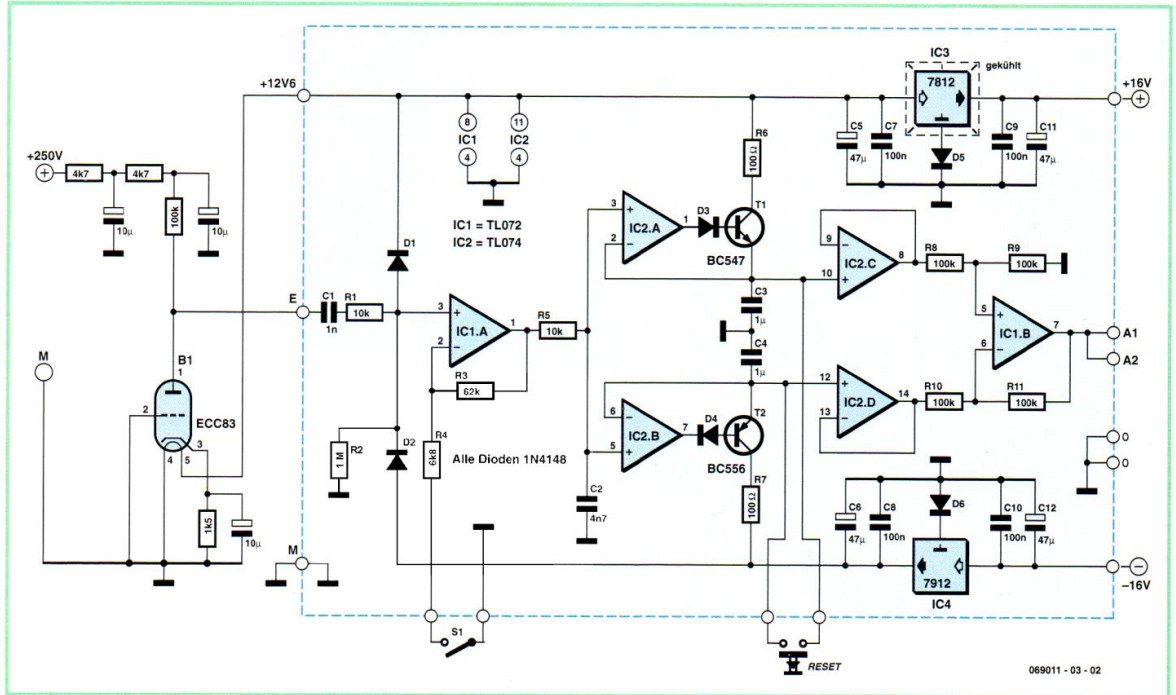 +12V6
IC3
7812
gekühlt
+16V
8
11
IC1
IC2
4
4
C5
47µ
C7
100n
D5
C9
100n
C11
47µ
R6
100Ω
+250V
4k7
4k7
10µ
100k
10µ
IC1 = TL072
IC2 = TL074
D1
3
+
2
–
IC2.A
1
D3
T1
BC547
9
–
10
+
IC2.C
8
R8
100k
R9
100k
E
C1
1n
R1
10k
3
+
2
–
IC1.A
1
R5
10k
C3
1µ
C4
1µ
5
+
6
–
IC1.B
7
A1
A2
M
B1
1
2
ECC83
3
4
5
R3
62k
R4
6k8
12
+
13
–
IC2.D
14
R10
100k
R11
100k
6
–
5
+
IC2.B
7
D4
T2
BC556
R2
1 M
D2
Alle Dioden 1N4148
C2
4n7
R7
100Ω
0
0
1k5
10µ
C6
47µ
C8
100n
D6
C10
100n
C12
47µ
M
7912
IC4
–16V
S1
RESET
069011 - 03 - 02